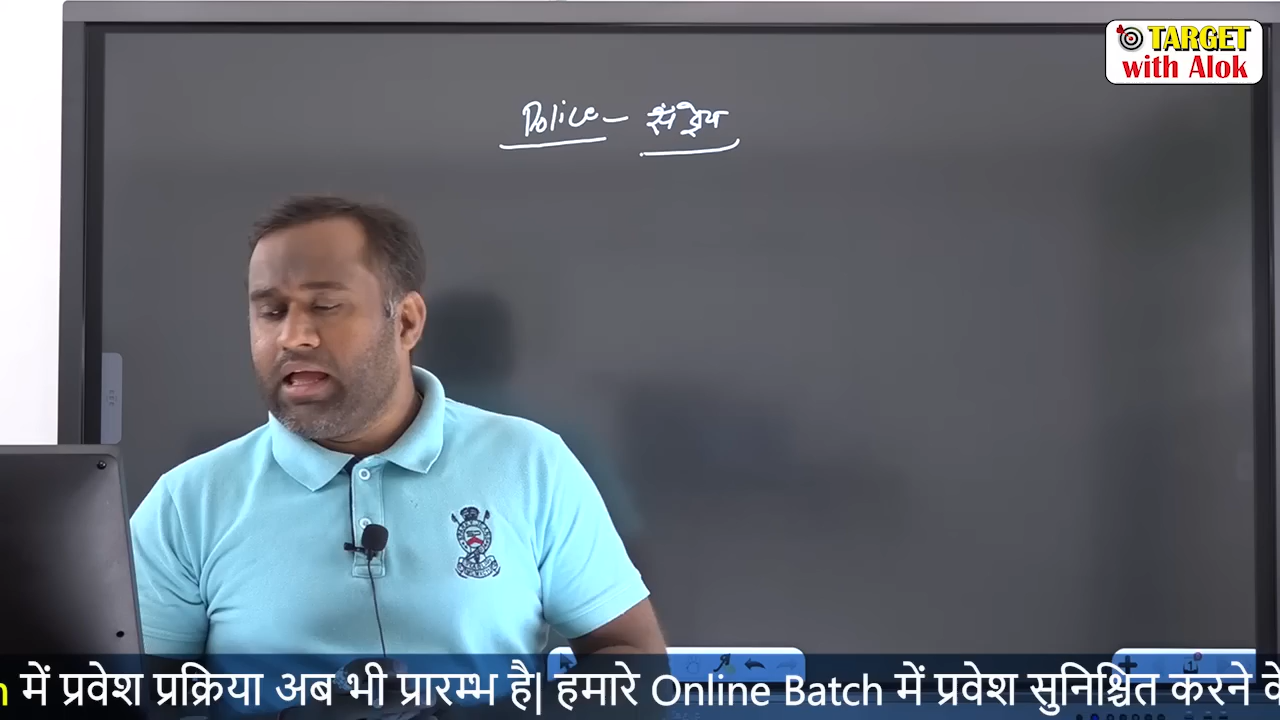 TARGET
with Alok
Police –
में प्रवेश प्रक्रिया अब भी प्रारम्भ है| हमारे Online Batch में प्रवेश सुनिश्चित करने के